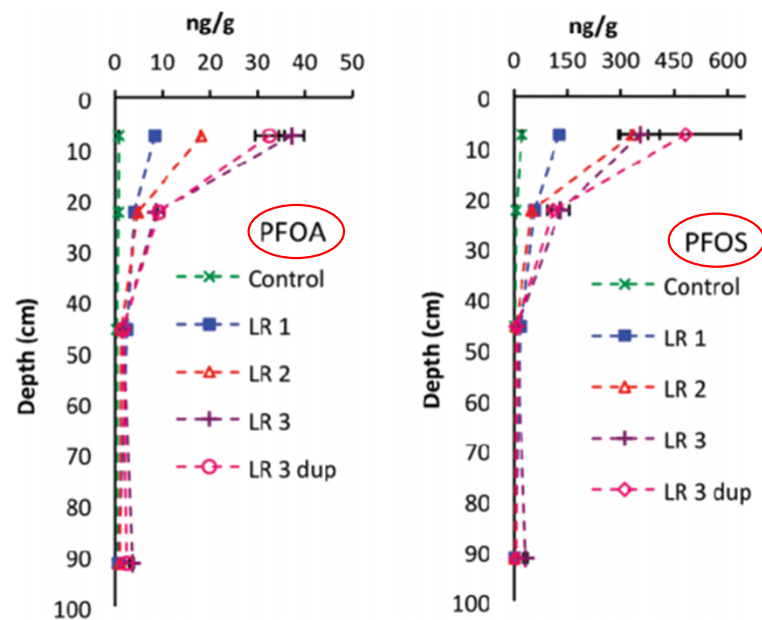 ng/g
0 10 20 30 40 50
0
10
20
30
40
50
60
70
80
90
100
Depth (cm)
PFOA
Control
LR 1
LR 2
LR 3
LR 3 dup
ng/g
0 150 300 450 600
0
10
20
30
40
50
60
70
80
90
100
Depth (cm)
PFOS
Control
LR 1
LR 2
LR 3
LR 3 dup